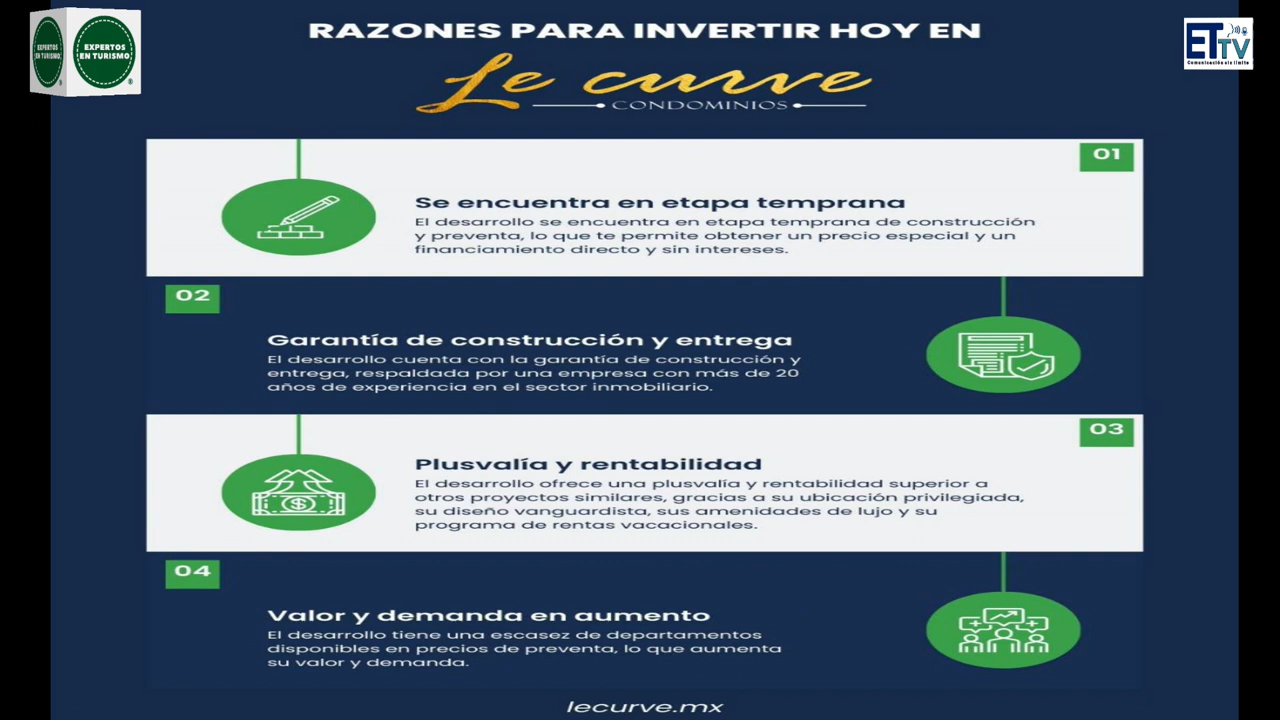 RAZONES PARA INVERTIR HOY EN
Le curve
CONDOMINIOS
EXPERTOS
EN TURISMO
EXPERTOS
EN TURISMO
®
ETTV
Comunicación sin límite
01
Se encuentra en etapa temprana
El desarrollo se encuentra en etapa temprana de construcción
y preventa, lo que te permite obtener un precio especial y un
financiamiento directo y sin intereses.
02
Garantía de construcción y entrega
El desarrollo cuenta con la garantía de construcción y
entrega, respaldada por una empresa con más de 20
años de experiencia en el sector inmobiliario.
03
Plusvalía y rentabilidad
El desarrollo ofrece una plusvalía y rentabilidad superior a
otros proyectos similares, gracias a su ubicación privilegiada,
su diseño vanguardista, sus amenidades de lujo y su
programa de rentas vacacionales.
04
Valor y demanda en aumento
El desarrollo tiene una escasez de departamentos
disponibles en precios de preventa, lo que aumenta
su valor y demanda.
lecurve.mx